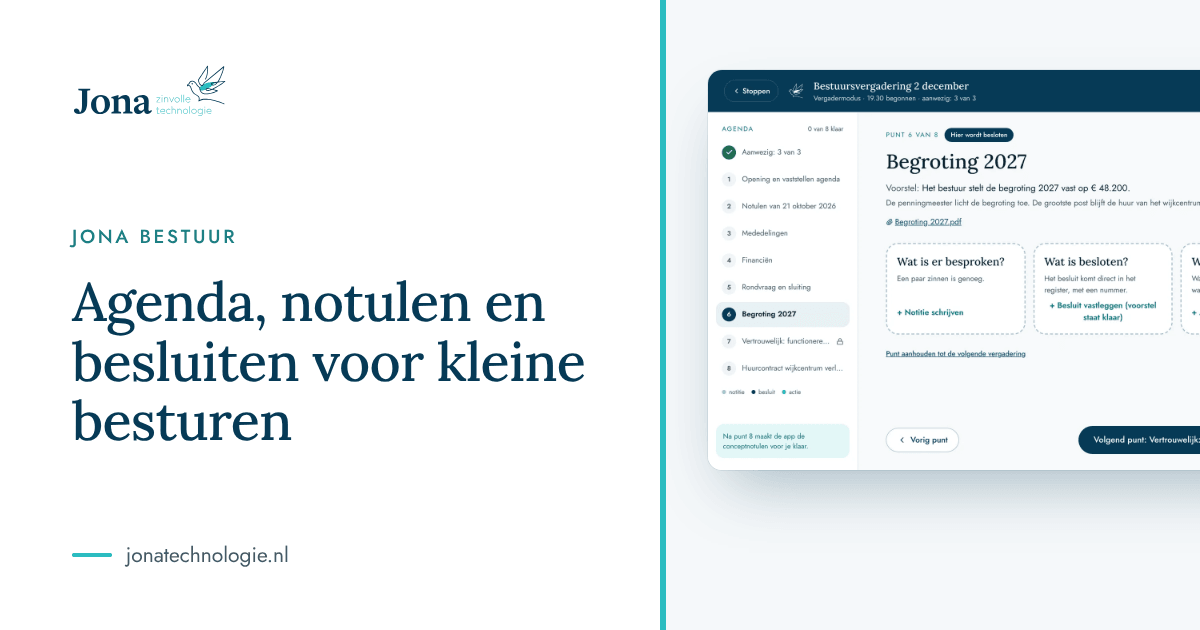 Jona zinvolle
technologie
JONA BESTUUR
Agenda, notulen en
besluiten voor kleine
besturen
jonatechnologie.nl
Stoppen
Bestuursvergadering 2 december
Vergadermodus · 19.30 begonnen · aanwezig: 3 van 3
AGENDA 0 van 8 klaar
Aanwezig: 3 van 3
1 Opening en vaststellen agenda
2 Notulen van 21 oktober 2026
3 Mededelingen
4 Financiën
5 Rondvraag en sluiting
6 Begroting 2027
7 Vertrouwelijk: functionere...
8 Huurcontract wijkcentrum verl...
notitie besluit actie
Na punt 8 maakt de app de
conceptnotulen voor je klaar.
PUNT 6 VAN 8 Hier wordt besloten
Begroting 2027
Voorstel: Het bestuur stelt de begroting 2027 vast op € 48.200.
De penningmeester licht de begroting toe. De grootste post blijft de huur van het wijkcentrum
Begroting 2027.pdf
Wat is er besproken?
Een paar zinnen is genoeg.
+ Notitie schrijven
Wat is besloten?
Het besluit komt direct in het
register, met een nummer.
+ Besluit vastleggen (voorstel
staat klaar)
Punt aanhouden tot de volgende vergadering
Vorig punt
Volgend punt: Vertrouwelijk: